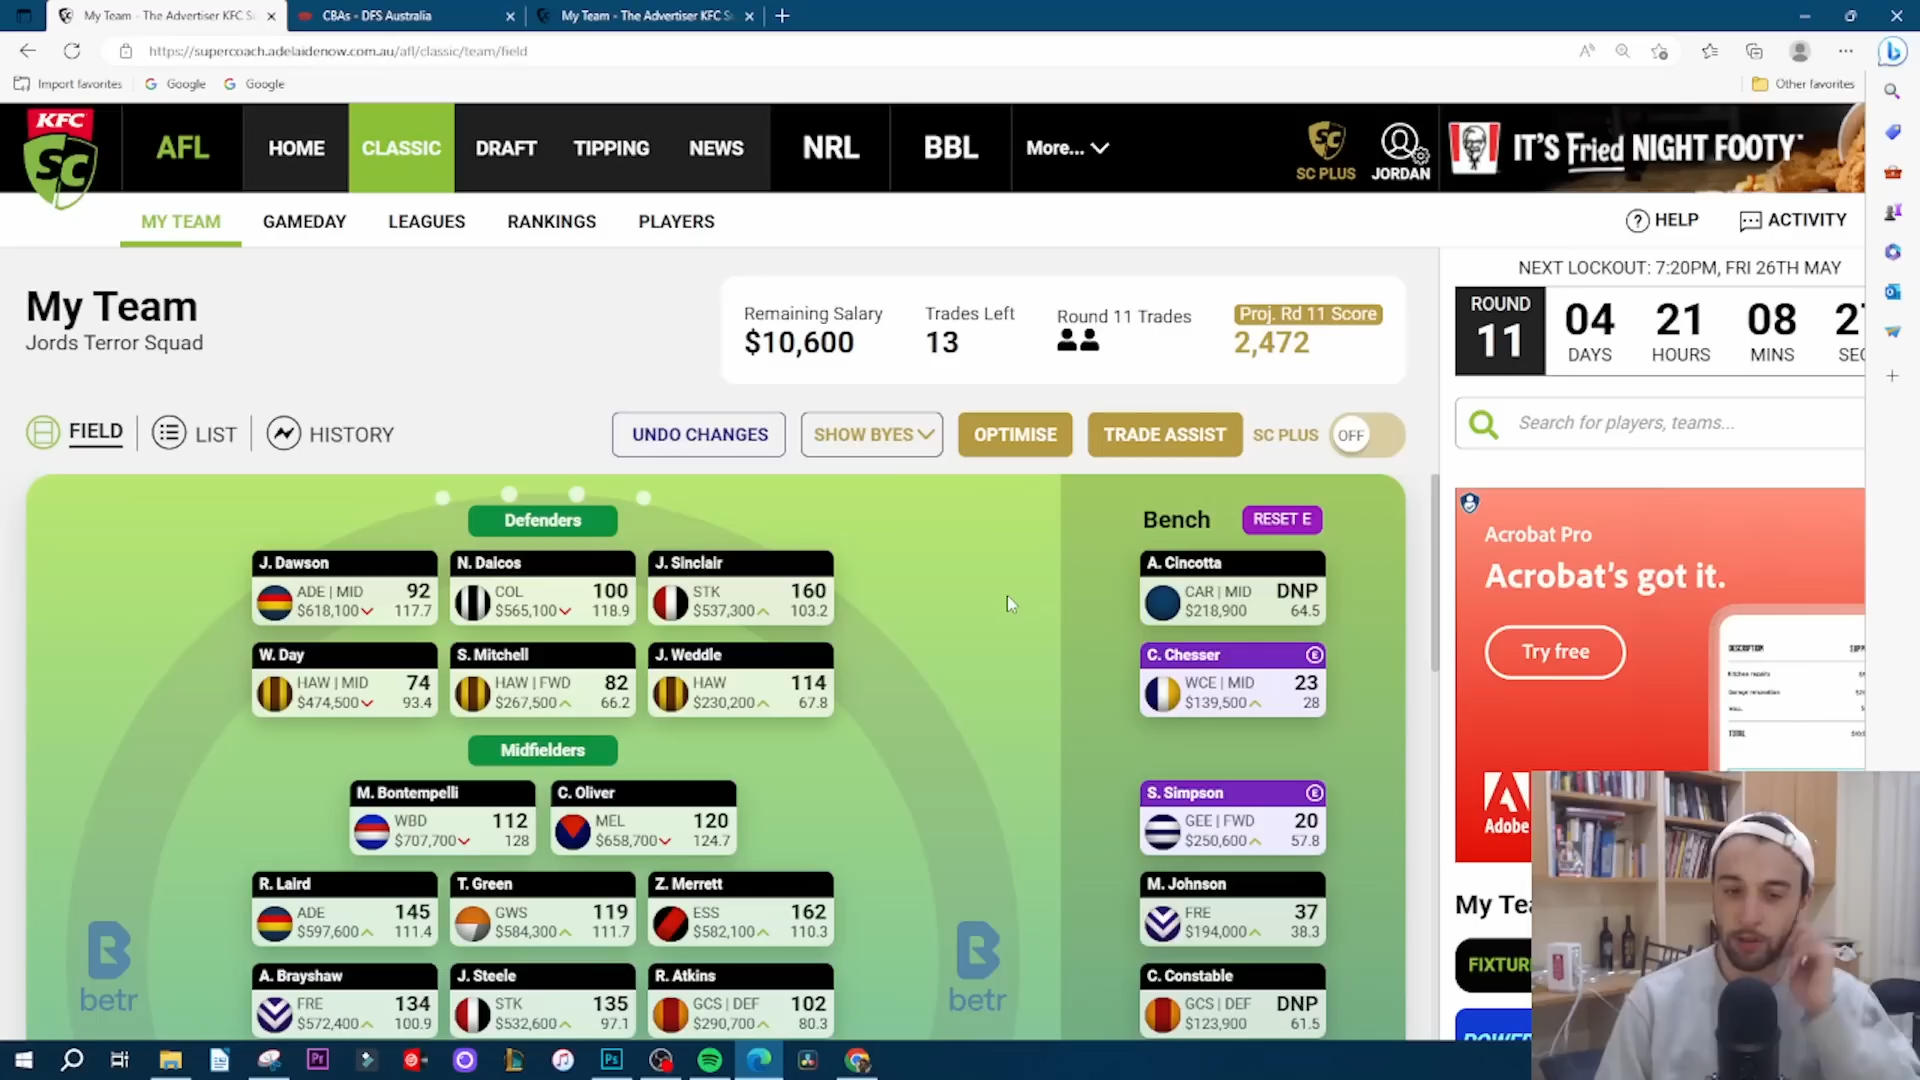 My Team - The Advertiser KFC S
CBAs - DFS Australia
My Team - The Advertiser KFC S
https://supercoach.adelaidenow.com.au/afl/classic/team/field
Import favorites
Google
Google
Other favorites
KFC
SC
AFL
HOME
CLASSIC
DRAFT
TIPPING
NEWS
NRL
BBL
More...
SC
SC PLUS
JORDAN
KFC
IT'S Fried NIGHT FOOTY
MY TEAM
GAMEDAY
LEAGUES
RANKINGS
PLAYERS
? HELP
ACTIVITY
My Team
Jords Terror Squad
Remaining Salary
$10,600
Trades Left
13
Round 11 Trades
Proj. Rd 11 Score
2,472
NEXT LOCKOUT: 7:20PM, FRI 26TH MAY
ROUND
11
04
DAYS
21
HOURS
08
MINS
SEC
FIELD
LIST
HISTORY
UNDO CHANGES
SHOW BYES
OPTIMISE
TRADE ASSIST
SC PLUS
OFF
Search for players, teams...
Defenders
Bench
RESET E
J. Dawson
ADE | MID 92
$618,100 117.7
N. Daicos
COL 100
$565,100 118.9
J. Sinclair
STK 160
$537,300 103.2
A. Cincotta
CAR | MID DNP
$218,900 64.5
W. Day
HAW | MID 74
$474,500 93.4
S. Mitchell
HAW | FWD 82
$267,500 66.2
J. Weddle
HAW 114
$230,200 67.8
C. Chesser E
WCE | MID 23
$139,500 28
Midfielders
M. Bontempelli
WBD 112
$707,700 128
C. Oliver
MEL 120
$658,700 124.7
S. Simpson E
GEE | FWD 20
$250,600 57.8
R. Laird
ADE 145
$597,600 111.4
T. Green
GWS 119
$584,300 111.7
Z. Merrett
ESS 162
$582,100 110.3
M. Johnson
FRE 37
$194,000 38.3
A. Brayshaw
FRE 134
$572,400 100.9
J. Steele
STK 135
$532,600 97.1
R. Atkins
GCS | DEF 102
$290,700 80.3
C. Constable
GCS | DEF DNP
$123,900 61.5
betr
betr
Acrobat Pro
Acrobat's got it.
Try free
Adobe
My Te
FIXTUR
POWER
Pr
Ps